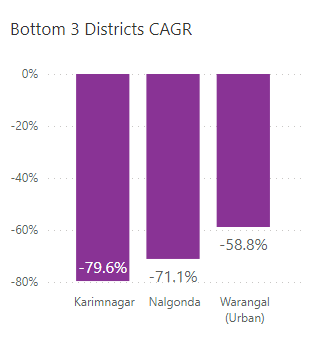 Bottom 3 Districts CAGR
0%
-20%
-40%
-60%
-80%
-79.6%
-71.1%
-58.8%
Karimnagar
Nalgonda
Warangal
(Urban)